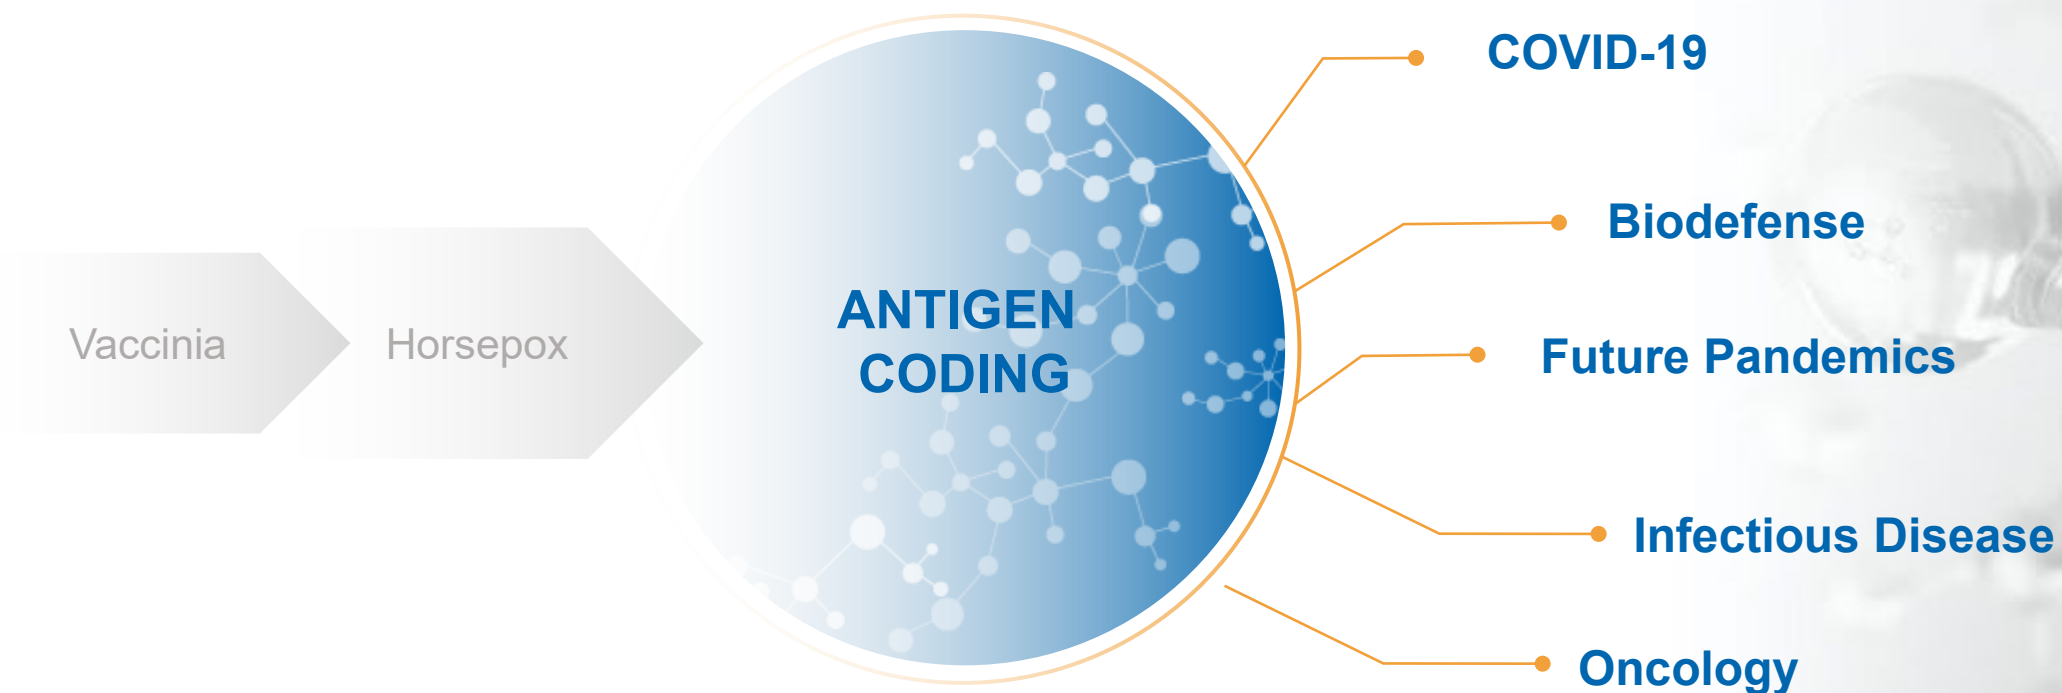 Vaccinia
Horsepox
ANTIGEN
CODING
COVID-19
Biodefense
Future Pandemics
Infectious Disease
Oncology